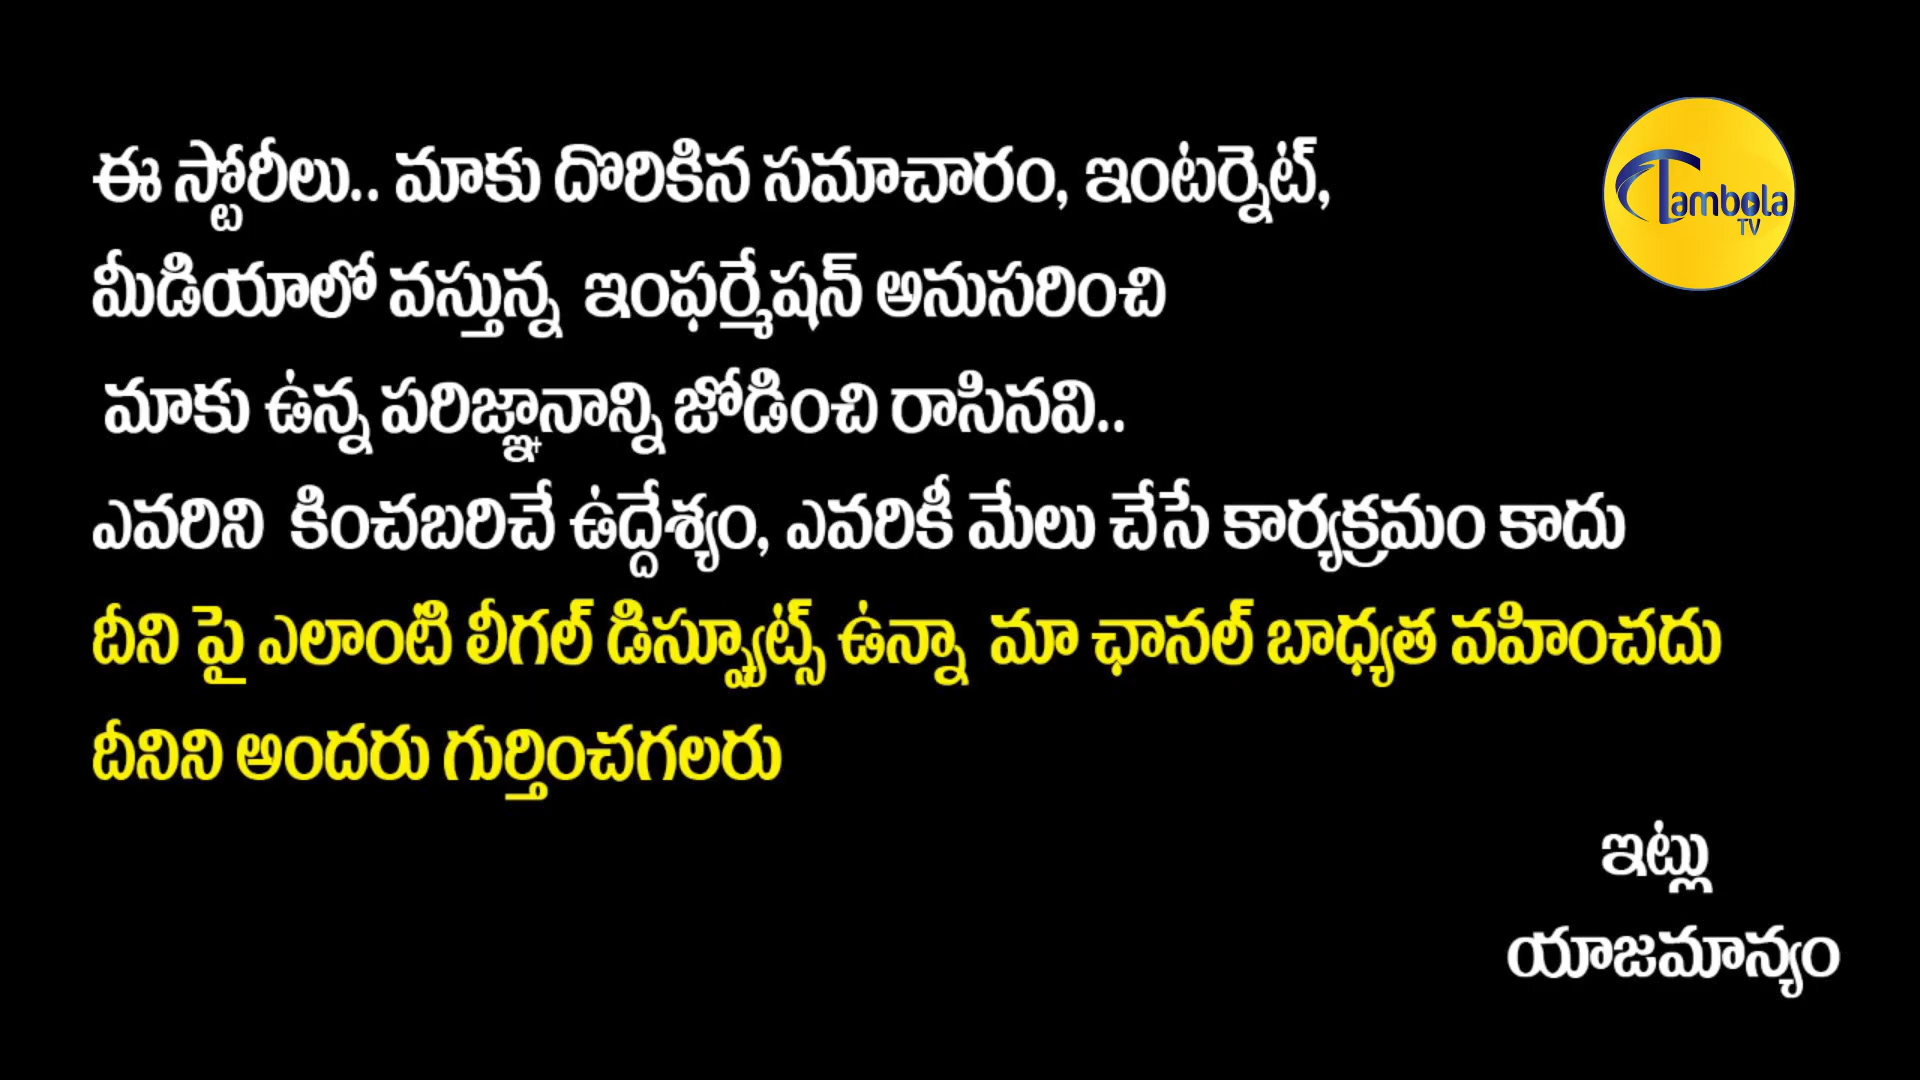 ఈ స్టోరీలు.. మాకు దొరికిన సమాచారం, ఇంటర్నెట్,
Tambola
TV
మీడియాలో వస్తున్న ఇంఫర్మేషన్ అనుసరించి
మాకు ఉన్న పరిజ్ఞానాన్ని జోడించి రాసినవి..
ఎవరిని కించబరిచే ఉద్దేశ్యం, ఎవరికీ మేలు చేసే కార్యక్రమం కాదు
దీని పై ఎలాంటి లీగల్ డిస్ప్యూట్స్ ఉన్నా మా ఛానల్ బాధ్యత వహించదు
దీనిని అందరు గుర్తించగలరు
ఇట్లు
యాజమాన్యం